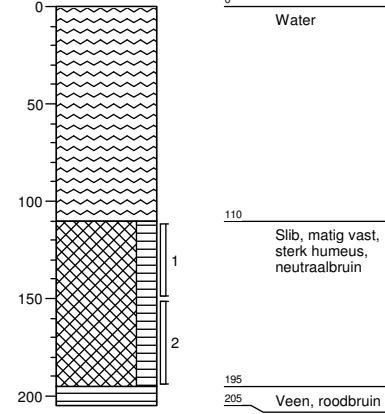 0
0
Water
50
100
110
Slib, matig vast,
sterk humeus,
neutraalbruin
1
150
2
195
200
205
Veen, roodbruin